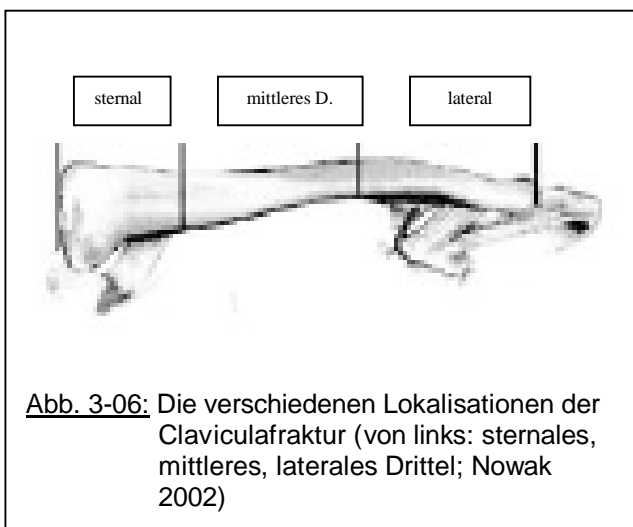 sternal
mittleres D.
lateral
Abb. 3-06: Die verschiedenen Lokalisationen der
Claviculafraktur (von links: sternales,
mittleres, laterales Drittel; Nowak
2002)